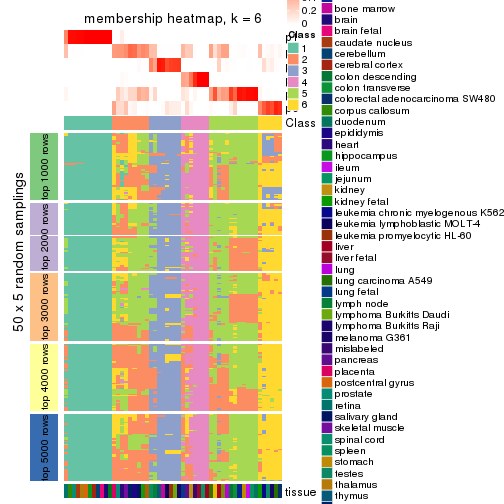 membership heatmap, k = 6
0.2
0
Class
1
2
3
4
5
6
Class
50 x 5 random samplings
top 1000 rows
top 2000 rows
top 3000 rows
top 4000 rows
top 5000 rows
tissue
bone marrow
brain
brain fetal
caudate nucleus
cerebellum
cerebral cortex
colon descending
colon transverse
colorectal adenocarcinoma SW480
corpus callosum
duodenum
epididymis
heart
hippocampus
ileum
jejunum
kidney
kidney fetal
leukemia chronic myelogenous K562
leukemia lymphoblastic MOLT-4
leukemia promyelocytic HL-60
liver
liver fetal
lung
lung carcinoma A549
lung fetal
lymph node
lymphoma Burkitts Daudi
lymphoma Burkitts Raji
melanoma G361
mislabeled
pancreas
placenta
postcentral gyrus
prostate
retina
salivary gland
skeletal muscle
spinal cord
spleen
stomach
testes
thalamus
thymus